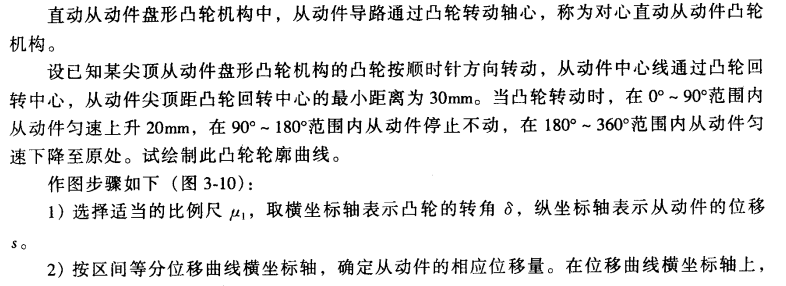 直动从动件盘形凸轮机构中，从动件导路通过凸轮转动轴心，称为对心直动从动件凸轮
机构。
设已知某尖顶从动件盘形凸轮机构的凸轮按顺时针方向转动，从动件中心线通过凸轮回
转中心，从动件尖顶距凸轮回转中心的最小距离为 30mm。当凸轮转动时，在 0°~90°范围内
从动件匀速上升 20mm，在 90°~180°范围内从动件停止不动，在 180°~360°范围内从动件匀
速下降至原处。试绘制此凸轮轮廓曲线。
作图步骤如下（图 3-10）：
1）选择适当的比例尺 μ₁，取横坐标轴表示凸轮的转角 δ，纵坐标轴表示从动件的位移
s。
2）按区间等分位移曲线横坐标轴，确定从动件的相应位移量。在位移曲线横坐标轴上，